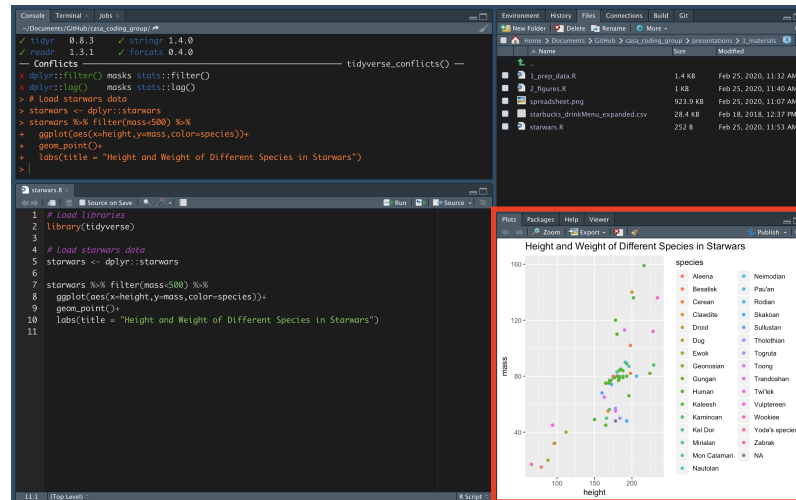 Console Terminal × Jobs ×
~/Documents/GitHub/casa_coding_group/
✓ tidyr 0.8.3 ✓ stringr 1.4.0
✓ readr 1.3.1 ✓ forcats 0.4.0
── Conflicts ── tidyverse_conflicts() ──
x dplyr::filter() masks stats::filter()
x dplyr::lag() masks stats::lag()
> # Load starwars data
> starwars <- dplyr::starwars
> starwars %>% filter(mass<500) %>%
+ ggplot(aes(x=height,y=mass,color=species))+
+ geom_point()+
+ labs(title = "Height and Weight of Different Species in Starwars")
>
starwars.R ×
Source on Save Run Source
1 # Load libraries
2 library(tidyverse)
3
4 # Load starwars data
5 starwars <- dplyr::starwars
6
7 starwars %>% filter(mass<500) %>%
8 ggplot(aes(x=height,y=mass,color=species))+
9 geom_point()+
10 labs(title = "Height and Weight of Different Species in Starwars")
11
11:1 (Top Level) R Script
Environment History Files Connections Build Git
New Folder Delete Rename More
Home > Documents > GitHub > casa_coding_group > presentations > 1_materials
Name Size Modified
..
1_prep_data.R 1.4 KB Feb 25, 2020, 11:32 AM
2_figures.R 1 KB Feb 25, 2020, 11:40 AM
spreadsheet.png 923.9 KB Feb 25, 2020, 11:07 AM
starbucks_drinkMenu_expanded.csv 28.4 KB Feb 18, 2018, 12:37 PM
starwars.R 252 B Feb 25, 2020, 11:53 AM
Plots Packages Help Viewer
Zoom Export Publish
Height and Weight of Different Species in Starwars
species
Aleena Neimodian
Besalisk Pau'an
Cerean Rodian
Clawdite Skakoan
Droid Sullustan
Dug Tholothian
Ewok Togruta
Geonosian Toong
Gungan Trandoshan
Human Twi'lek
Kaleesh Vulptereen
Kaminoan Wookiee
Kel Dor Yoda's species
Mirialan Zabrak
Mon Calamari NA
Nautolan
160
120
80
40
mass
100 150 200
height